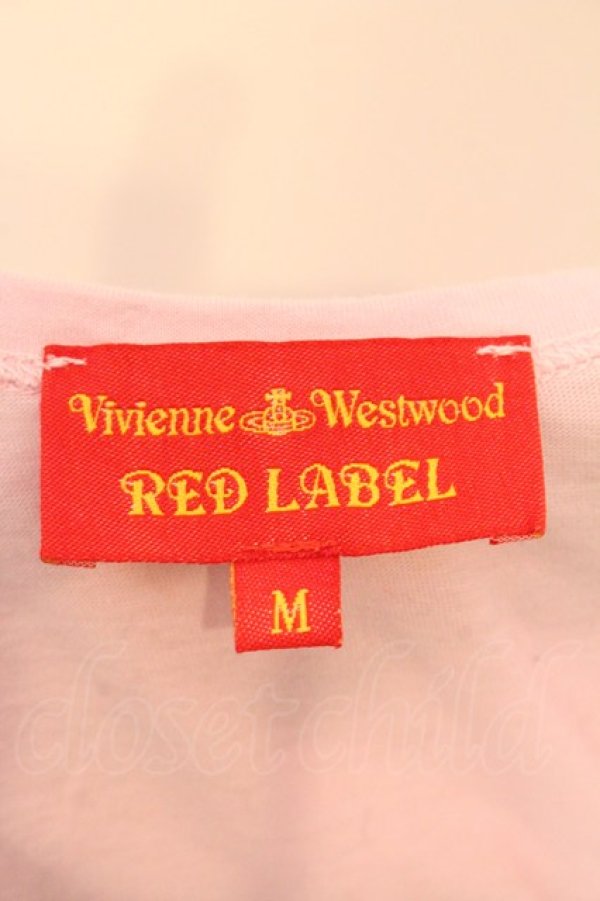 Vivienne Westwood
RED LABEL
M
closet child